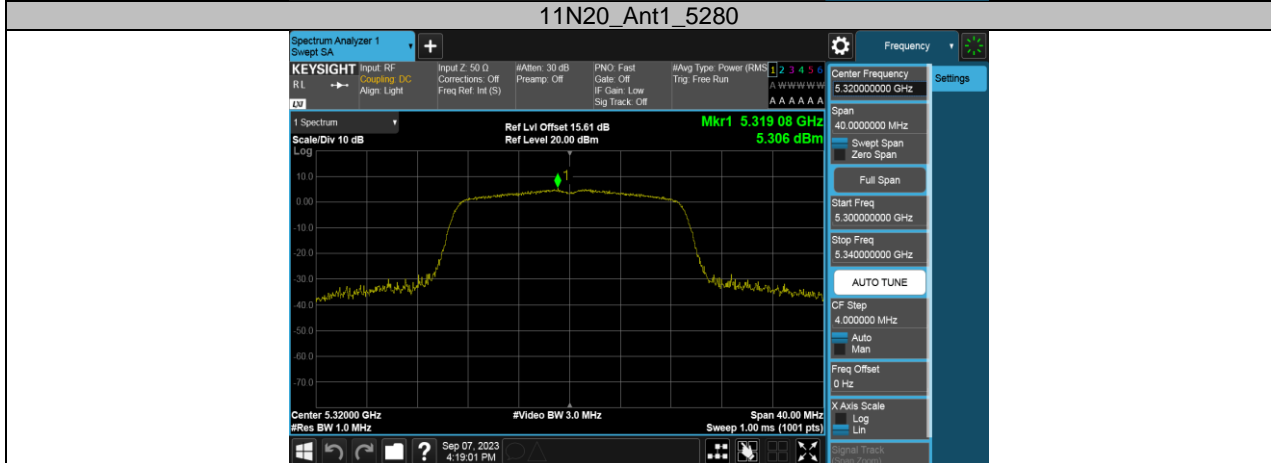 11N20_Ant1_5280
Spectrum Analyzer 1
Swept SA
+
Frequency
KEYSIGHT
RL
LXI
Input: RF
Coupling: DC
Align: Light
Input Z: 50 Ω
Corrections: Off
Freq Ref: Int (S)
#Atten: 30 dB
Preamp: Off
PNO: Fast
Gate: Off
IF Gain: Low
Sig Track: Off
#Avg Type: Power (RMS
Trig: Free Run
1 2 3 4 5 6
A W W W W W
A A A A A A
1 Spectrum
Scale/Div 10 dB
Log
Ref Lvl Offset 15.61 dB
Ref Level 20.00 dBm
Mkr1 5.319 08 GHz
5.306 dBm
1
10.0
0.00
-10.0
-20.0
-30.0
-40.0
-50.0
-60.0
-70.0
Center 5.32000 GHz
#Res BW 1.0 MHz
#Video BW 3.0 MHz
Span 40.00 MHz
Sweep 1.00 ms (1001 pts)
?
Sep 07, 2023
4:19:01 PM
Center Frequency
5.320000000 GHz
Settings
Span
40.0000000 MHz
Swept Span
Zero Span
Full Span
Start Freq
5.300000000 GHz
Stop Freq
5.340000000 GHz
AUTO TUNE
CF Step
4.000000 MHz
Auto
Man
Freq Offset
0 Hz
X Axis Scale
Log
Lin
Signal Track
(Span Zoom)